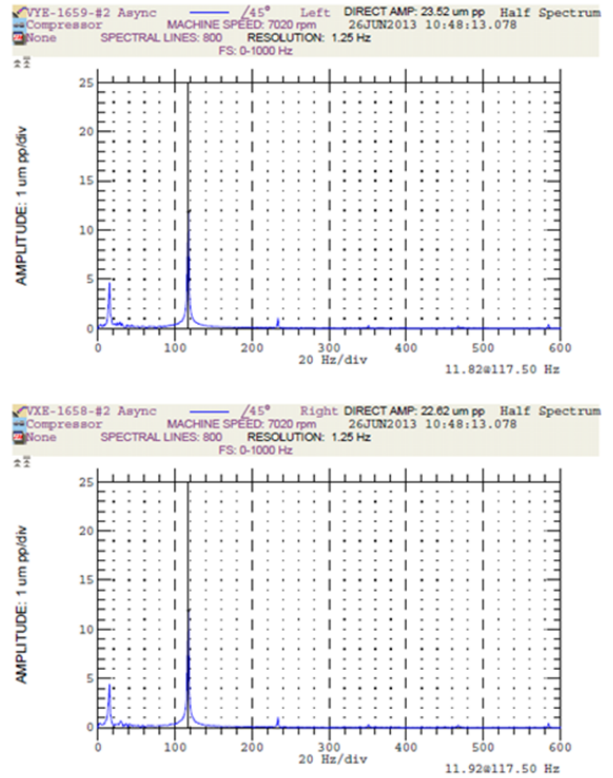 VYE-1659-#2 Async /45° Left DIRECT AMP: 23.52 um pp Half Spectrum
Compressor MACHINE SPEED: 7020 rpm 26JUN2013 10:48:13.078
None SPECTRAL LINES: 800 RESOLUTION: 1.25 Hz
FS: 0-1000 Hz
AMPLITUDE: 1 um pp/div
25
20
15
10
5
0
0 100 200 300 400 500 600
20 Hz/div
11.82@117.50 Hz
VXE-1658-#2 Async /45° Right DIRECT AMP: 22.62 um pp Half Spectrum
Compressor MACHINE SPEED: 7020 rpm 26JUN2013 10:48:13.078
None SPECTRAL LINES: 800 RESOLUTION: 1.25 Hz
FS: 0-1000 Hz
AMPLITUDE: 1 um pp/div
25
20
15
10
5
0
0 100 200 300 400 500 600
20 Hz/div
11.92@117.50 Hz